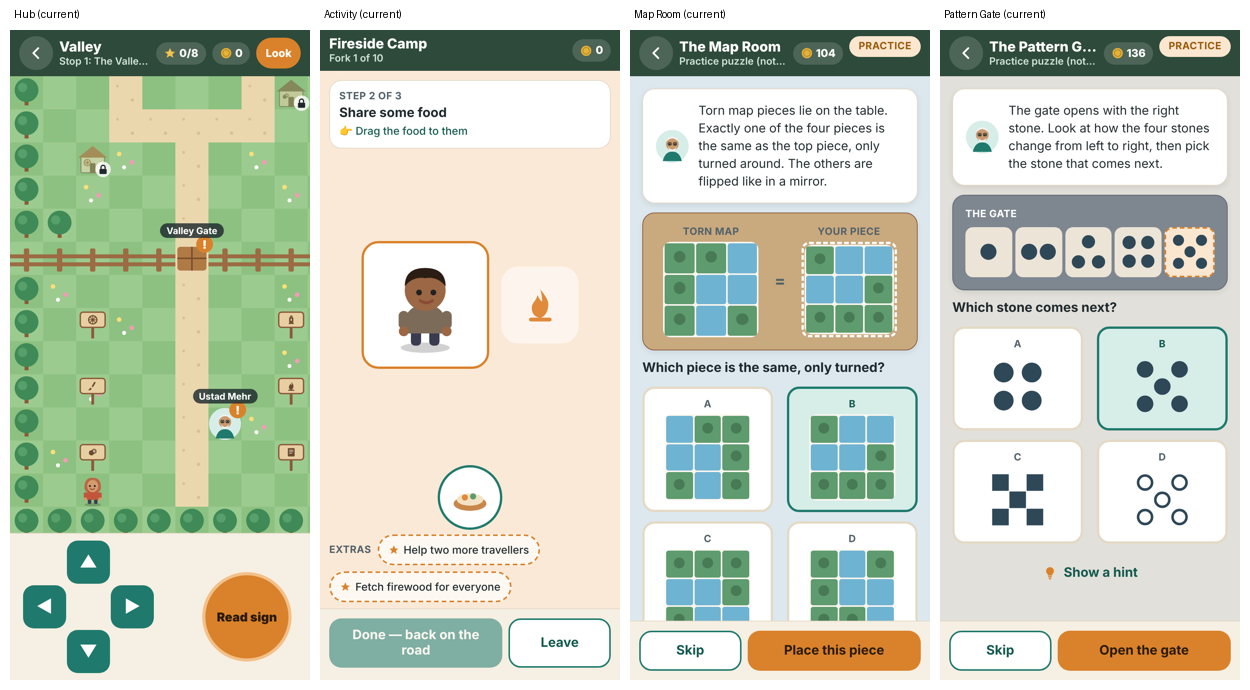 Hub (current)
Valley
Stop 1: The Valle...
0/8
0
Look
Valley Gate
!
Ustad Mehr
!
Read sign
Activity (current)
Fireside Camp
Fork 1 of 10
0
STEP 2 OF 3
Share some food
👉 Drag the food to them
EXTRAS
Help two more travellers
Fetch firewood for everyone
Done — back on the
road
Leave
Map Room (current)
The Map Room
Practice puzzle (not...
104
PRACTICE
Torn map pieces lie on the table.
Exactly one of the four pieces is
the same as the top piece, only
turned around. The others are
flipped like in a mirror.
TORN MAP
YOUR PIECE
=
Which piece is the same, only turned?
A
B
C
D
Skip
Place this piece
Pattern Gate (current)
The Pattern G...
Practice puzzle (not...
136
PRACTICE
The gate opens with the right
stone. Look at how the four stones
change from left to right, then pick
the stone that comes next.
THE GATE
Which stone comes next?
A
B
C
D
Show a hint
Skip
Open the gate